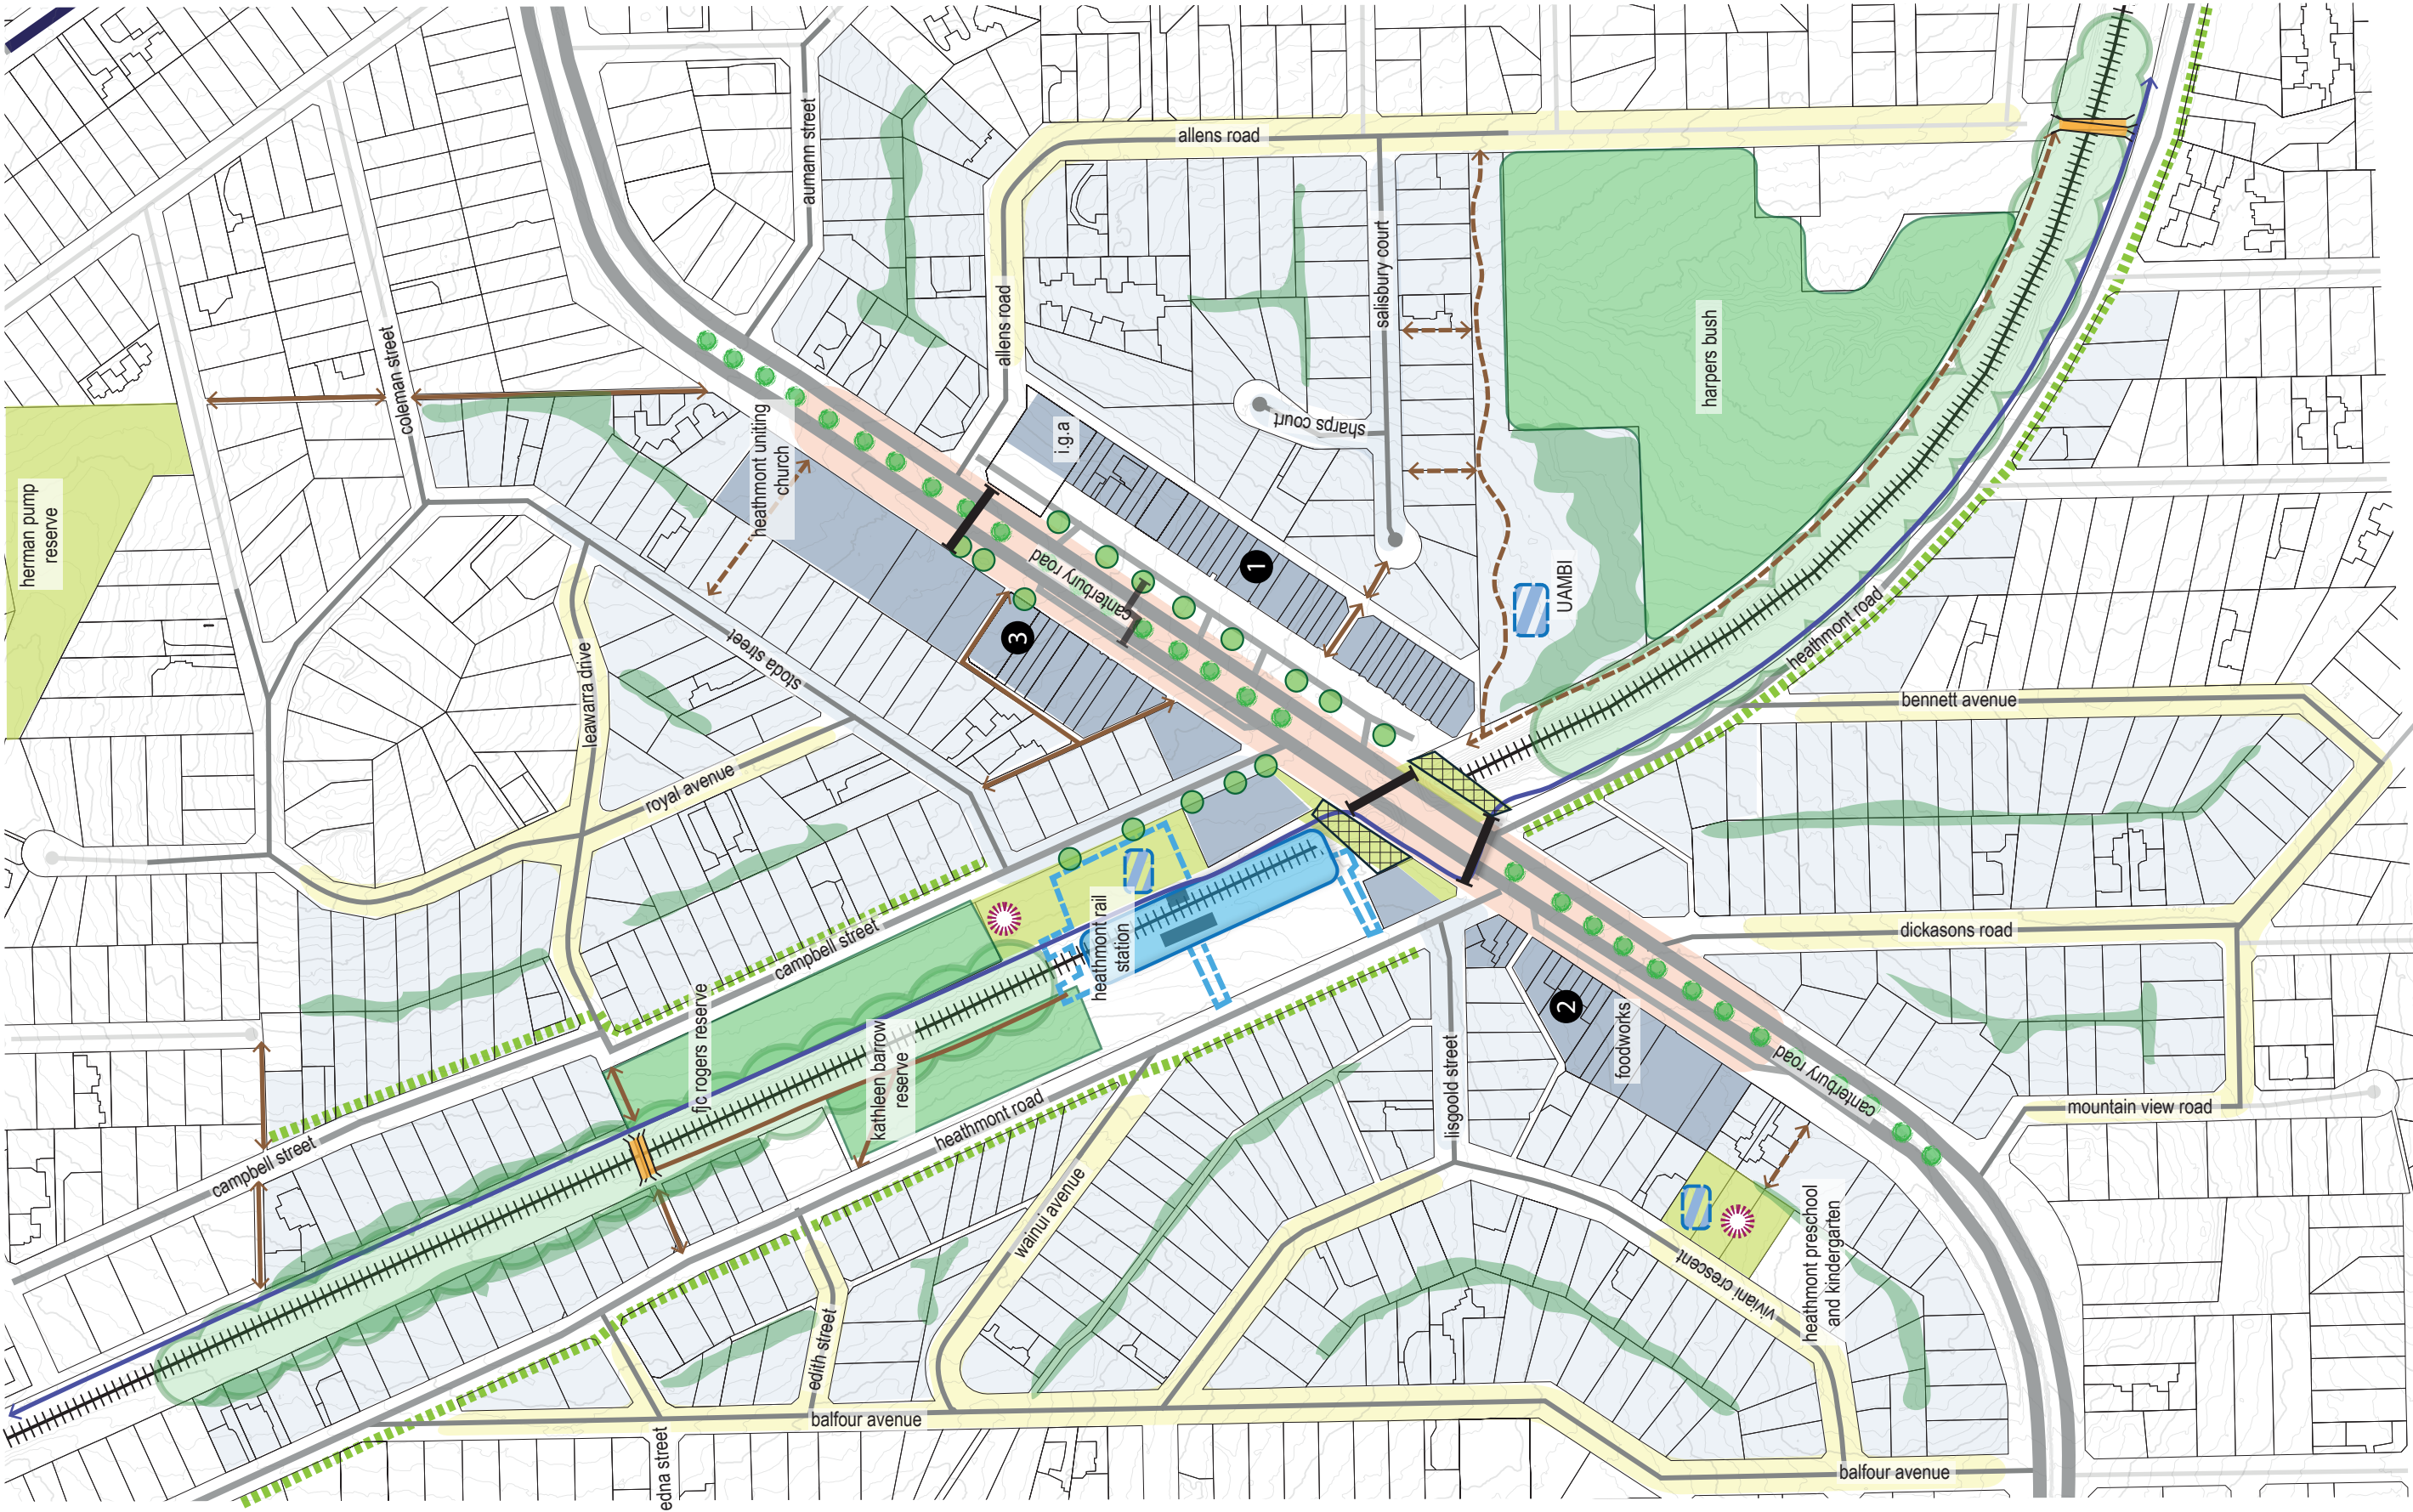 aumann street
allens road
coleman street
allens road
salisbury court
harpers bush
heathmont uniting
church
i.g.a
sharps court
herman pump
reserve
canterbury road
1
UAMBI
3
stoda street
leawarra drive
heathmont road
bennett avenue
royal avenue
campbell street
heathmont rail
station
dickasons road
fjc rogers reserve
kathleen barrow
reserve
2
foodworks
lisgoold street
canterbury road
mountain view road
heathmont road
campbell street
wainui avenue
viviani crescent
heathmont preschool
and kindergarten
edith street
balfour avenue
edna street
balfour avenue